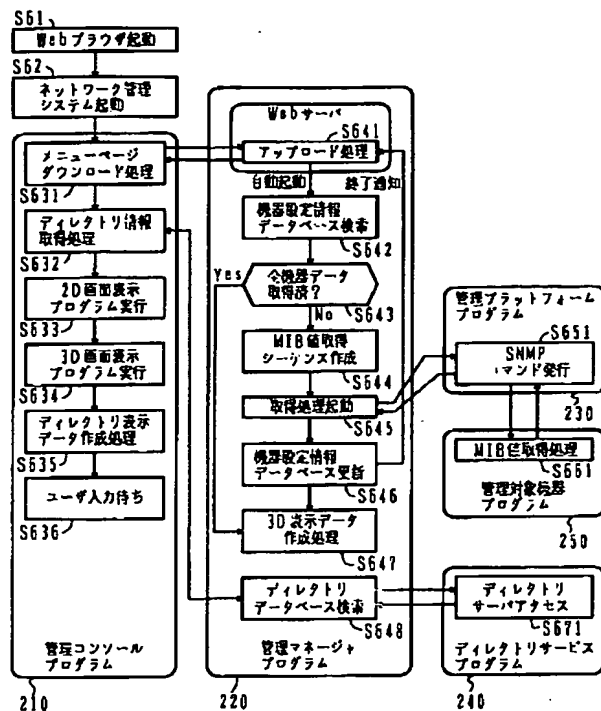 S61
Webブラウザ起動
S62
ネットワーク管理
システム起動
メニューページ
ダウンロード処理
S631
ディレクトリ情報
取得処理
S632
2D画面表示
プログラム実行
S633
3D画面表示
プログラム実行
S634
ディレクトリ表示
データ作成処理
S635
ユーザ入力待ち
S636
管理コンソール
プログラム
210
Webサーバ
S641
アップロード処理
自動起動
終了通知
機器設定情報
データベース検索
S642
Yes
全機器データ
取得済?
S643
No
MIB値取得
シーケンス作成
S644
取得処理起動
S645
機器設定情報
データベース更新
S646
3D表示データ
作成処理
S647
ディレクトリ
データベース検索
S648
管理マネージャ
プログラム
220
管理プラットフォーム
プログラム
S651
SNMP
コマンド発行
230
MIB値取得処理
S661
管理対象機器
プログラム
250
ディレクトリ
サーバアクセス
S671
ディレクトリサービス
プログラム
240